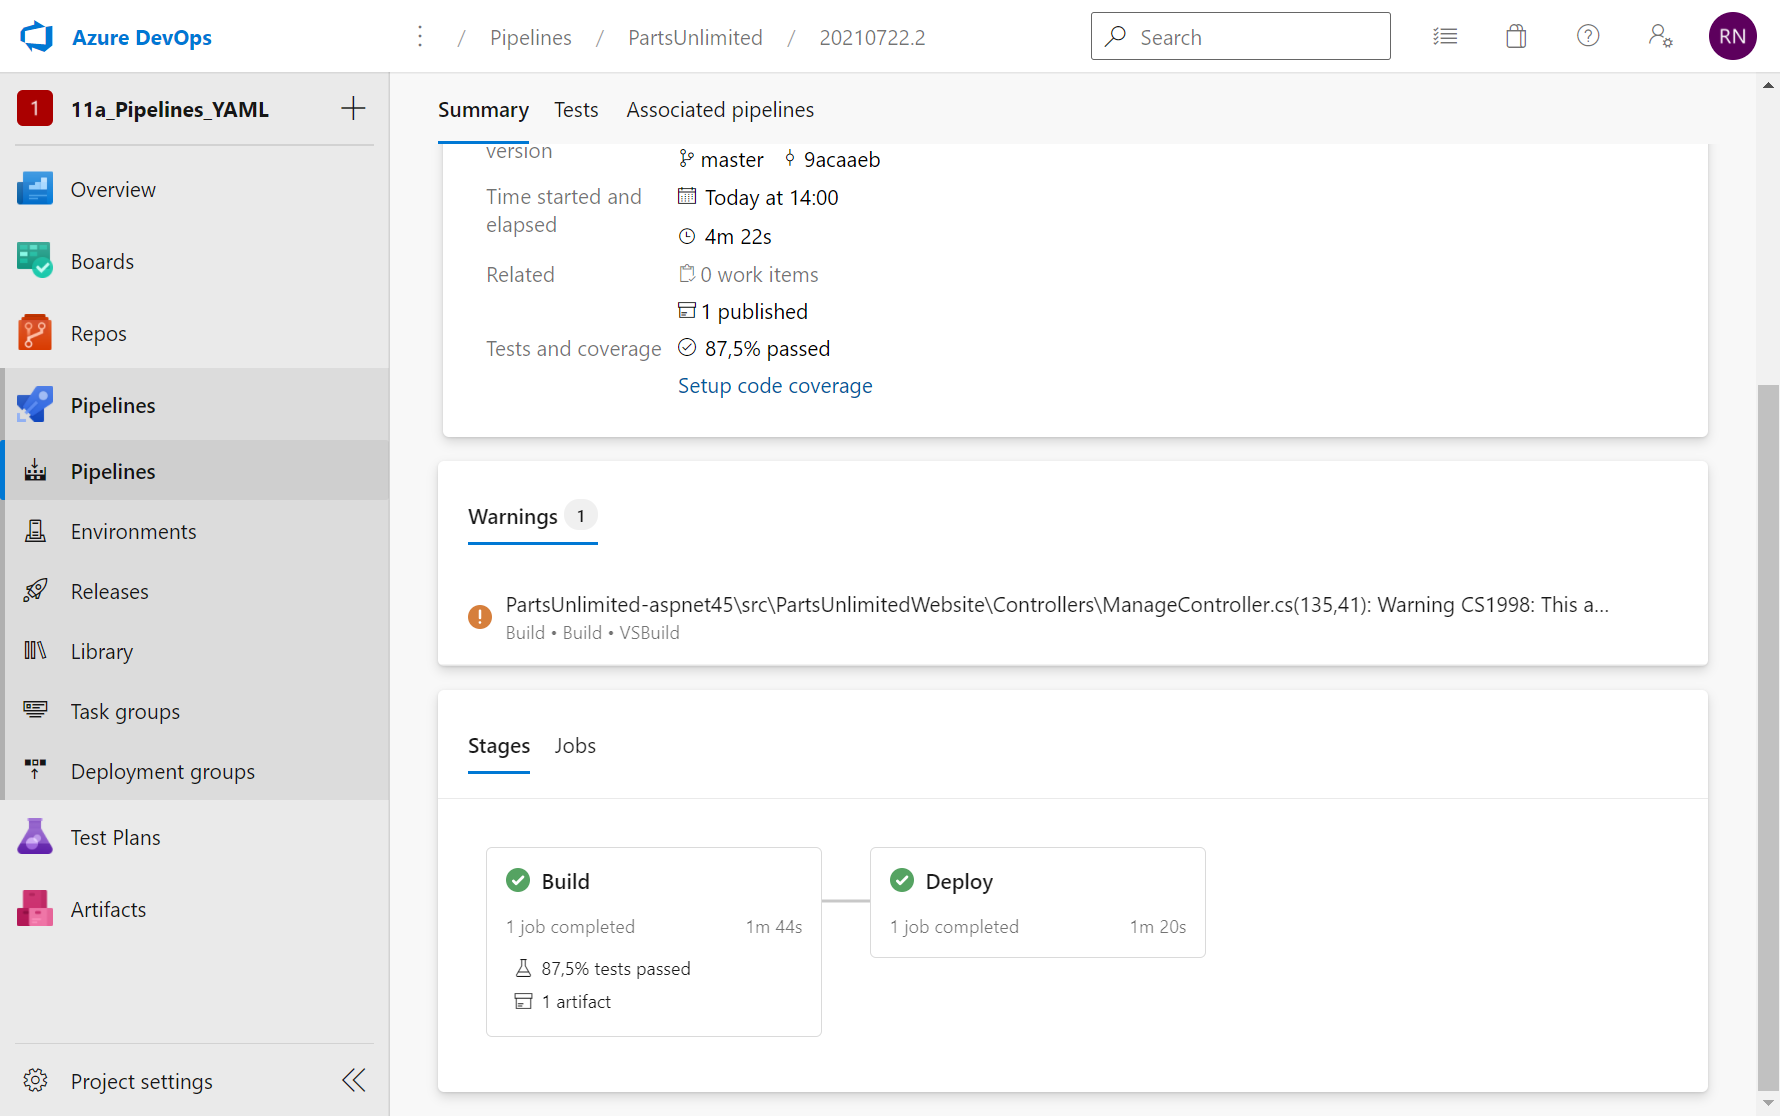 Azure DevOps
/ Pipelines / PartsUnlimited / 20210722.2
Search
RN
1
11a_Pipelines_YAML
Overview
Boards
Repos
Pipelines
Pipelines
Environments
Releases
Library
Task groups
Deployment groups
Test Plans
Artifacts
Project settings
Summary
Tests
Associated pipelines
version
master
9acaaeb
Time started and
elapsed
Today at 14:00
4m 22s
Related
0 work items
1 published
Tests and coverage
87,5% passed
Setup code coverage
Warnings 1
PartsUnlimited-aspnet45\src\PartsUnlimitedWebsite\Controllers\ManageController.cs(135,41): Warning CS1998: This a...
Build • Build • VSBuild
Stages
Jobs
Build
1 job completed
1m 44s
87,5% tests passed
1 artifact
Deploy
1 job completed
1m 20s